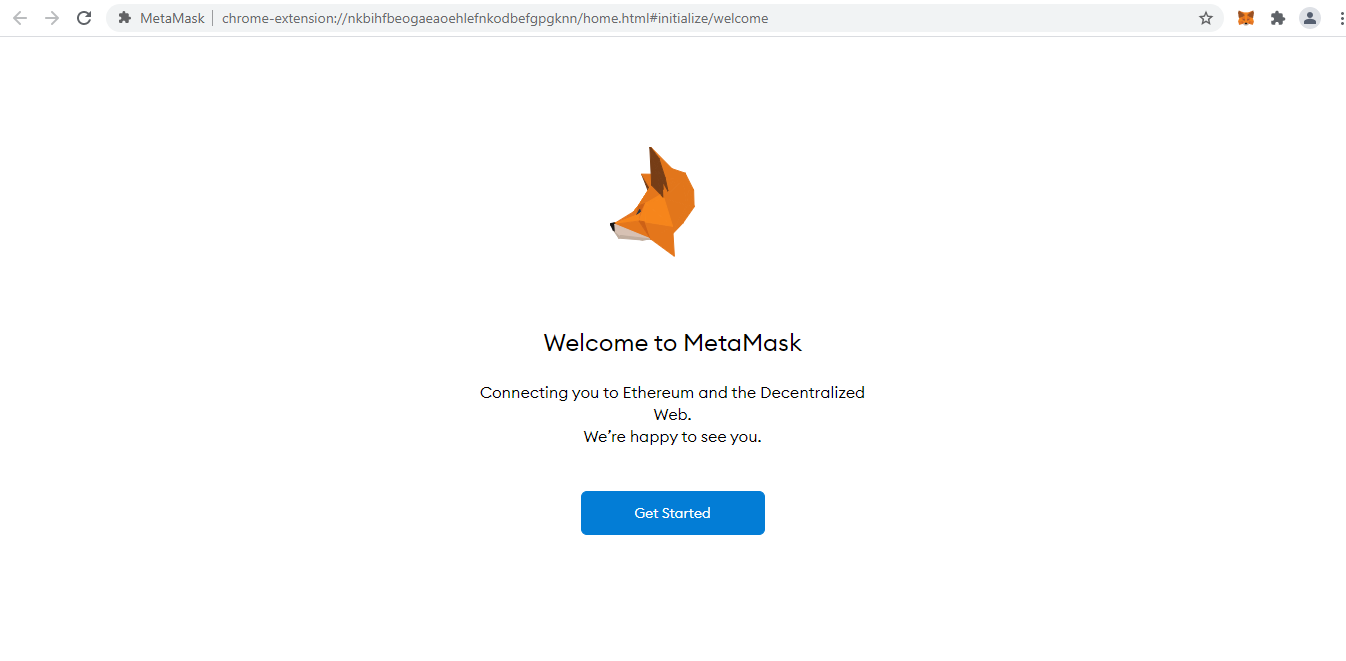 MetaMask | chrome-extension://nkbihfbeogaeaoehlefnkodbefgpgknn/home.html#initialize/welcome
Welcome to MetaMask
Connecting you to Ethereum and the Decentralized
Web.
We’re happy to see you.
Get Started